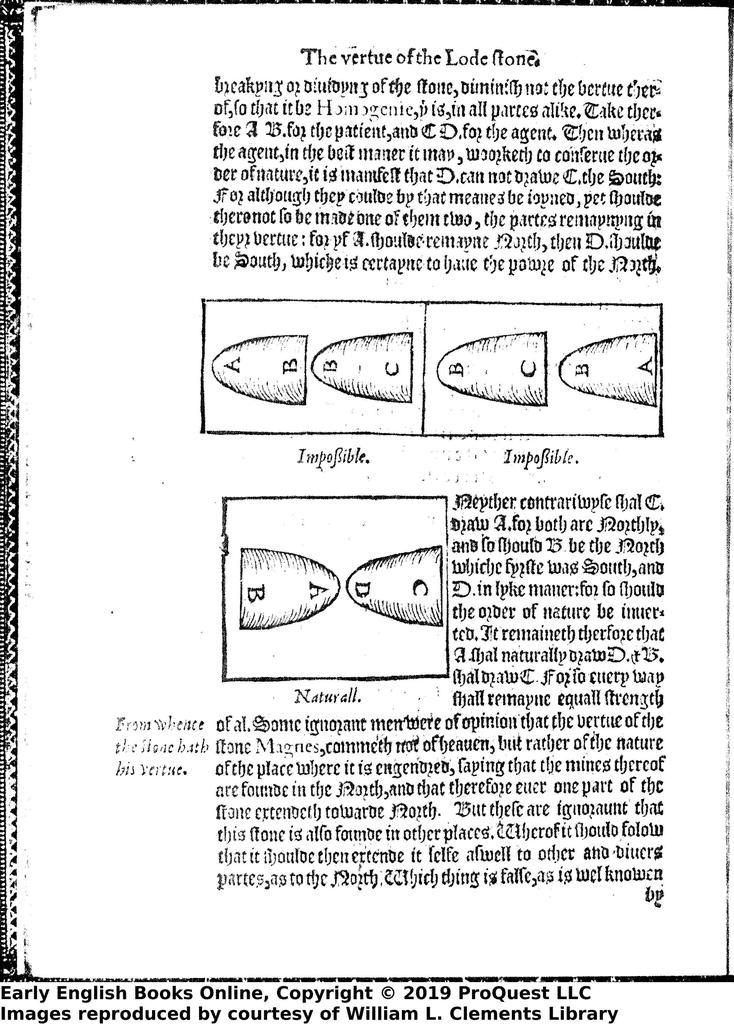 The vertue of the Lode stone.
breakyng or diuidyng of the stone, diminish not the vertue ther-
of, so that it be Homogenie, ẏ is, in all partes alike. Take ther-
fore A B. for the patient, and C D. for the agent. Then wheras
the agent, in the best maner it may, woorketh to conserue the or-
der of nature, it is manifest that D. can not drawe C. the South:
For although they coulde by that meanes be ioyned, yet shoulde
there not so be made one of them two, the partes remaynyng in
theyr vertue: for yf A. shoulde remayne North, then D. shoulde
be South, whiche is certayne to haue the powre of the North.
A B B C B C B A
Impoßible. Impoßible.
Neyther contrariwyse shal C.
draw A. for both are Northly,
and so should B. be the North
whiche fyrste was South, and
D. in lyke maner: for so should
the order of nature be inuer-
ted. It remaineth therfore that
A. shal naturally draw D. & B.
shal draw C. For so euery way
shall remayne equall strength
B A D C
Naturall.
From whence
the stone hath
his vertue.
of al. Some ignorant men were of opinion that the vertue of the
stone Magnes, commeth not of heauen, but rather of the nature
of the place where it is engendred, saying that the mines thereof
are founde in the North, and that therefore euer one part of the
stone extendeth towarde North. But these are ignoraunt that
this stone is also founde in other places. Wherof it should folow
that it shoulde then extende it selfe aswell to other and diuers
partes, as to the North. Which thing is false, as is wel knowen
by
Early English Books Online, Copyright © 2019 ProQuest LLC
Images reproduced by courtesy of William L. Clements Library